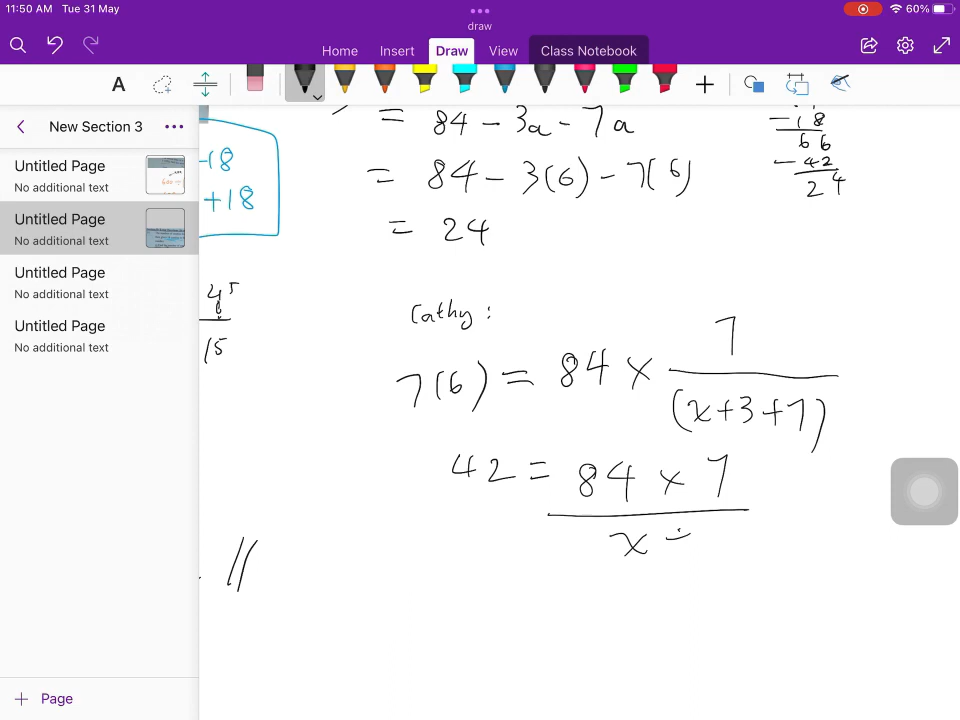 11:50 AM Tue 31 May
60%
draw
Home Insert Draw View Class Notebook
A
New Section 3
Untitled Page
No additional text
Untitled Page
No additional text
Untitled Page
No additional text
Untitled Page
No additional text
+ Page
-18
+18
45
15
= 84 - 3a - 7a
= 84 - 3(6) - 7(6)
= 24
-18
66
-42
24
Cathy:
7(6) = 84 × 7 / (x+3+7)
42 = 84 × 7
x